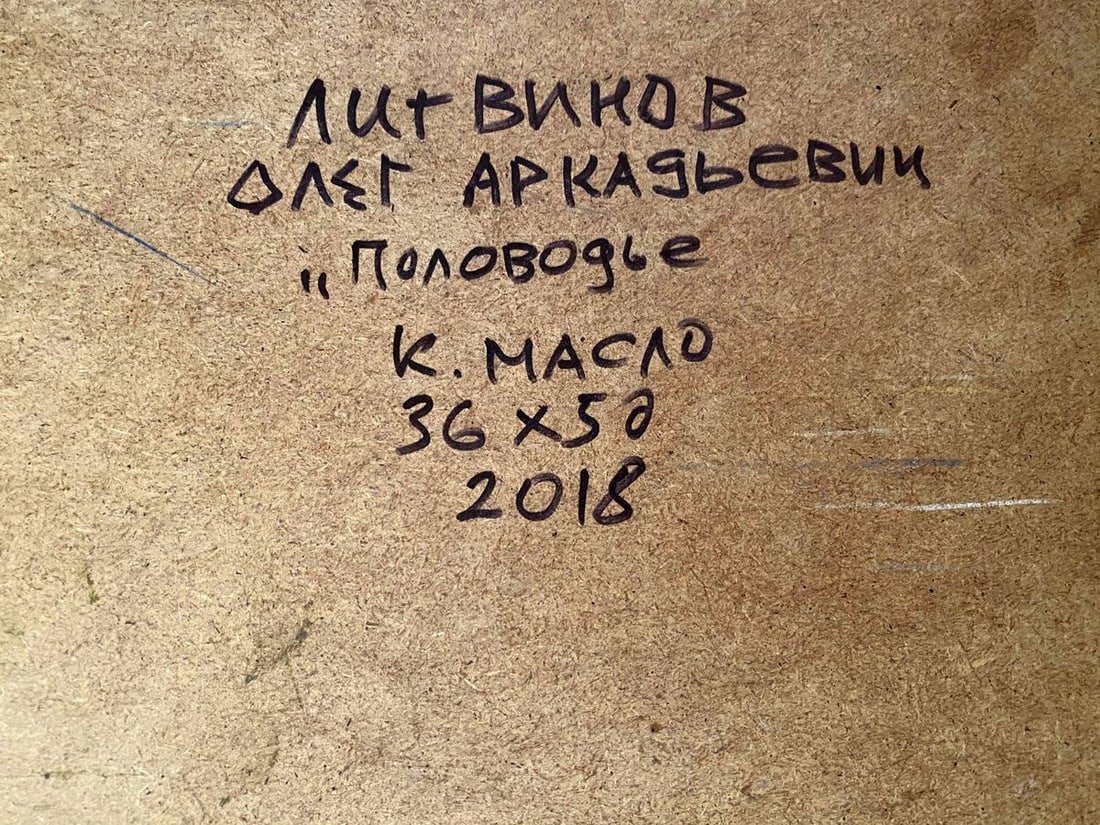 ЛИТВИНОВ
ОЛЕГ АРКАДЬЕВИЧ
„Половодье
К. МАСЛО
36 х 50
2018